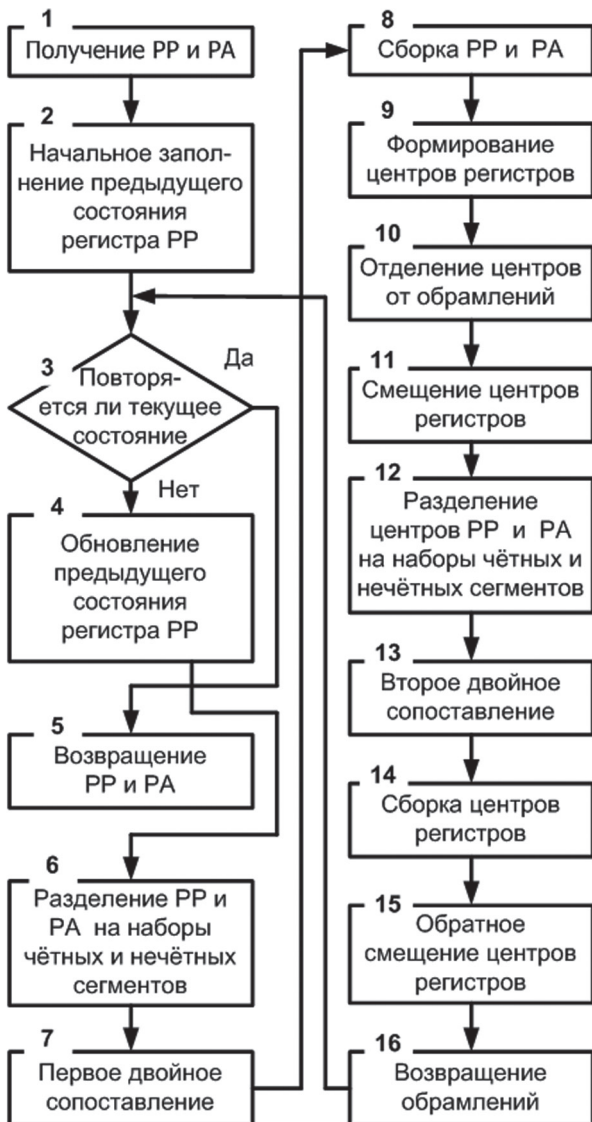 1
Получение РР и РА
2
Начальное запол-
нение предыдущего
состояния
регистра РР
3
Повторя-
ется ли текущее
состояние
Да
Нет
4
Обновление
предыдущего
состояния
регистра РР
5
Возвращение
РР и РА
6
Разделение РР и
РА на наборы
чётных и нечётных
сегментов
7
Первое двойное
сопоставление
8
Сборка РР и РА
9
Формирование
центров регистров
10
Отделение центров
от обрамлений
11
Смещение центров
регистров
12
Разделение
центров РР и РА
на наборы чётных и
нечётных сегментов
13
Второе двойное
сопоставление
14
Сборка центров
регистров
15
Обратное
смещение центров
регистров
16
Возвращение
обрамлений